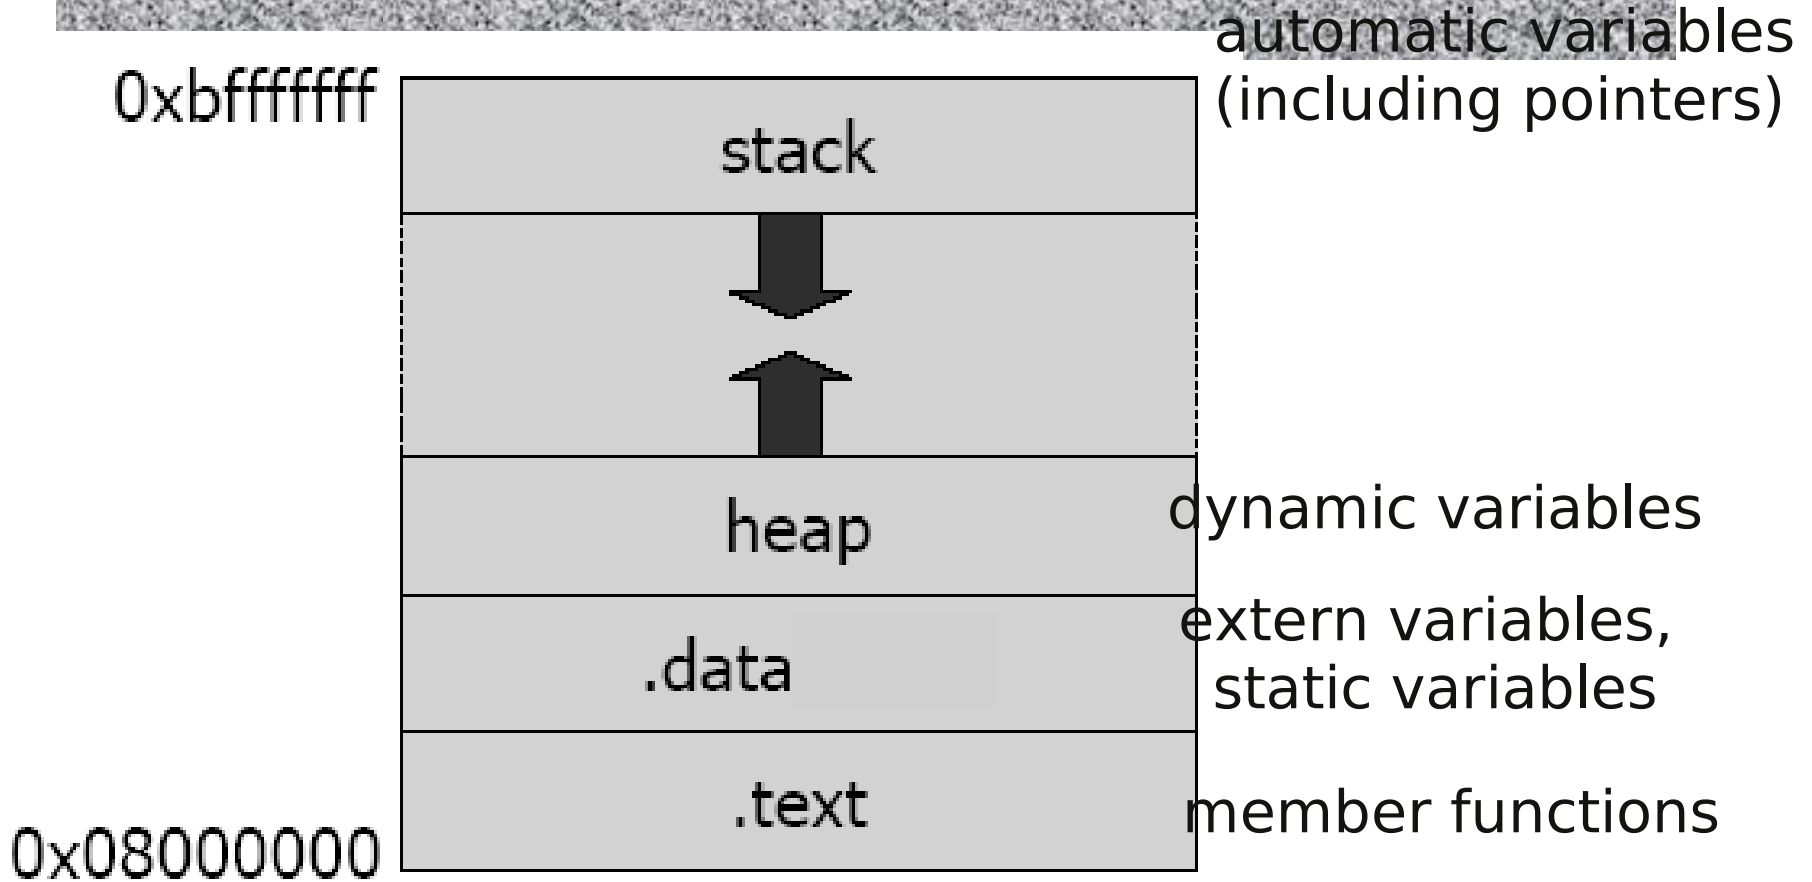 automatic variables
(including pointers)
0xbfffffff
stack
heap
dynamic variables
.data
extern variables,
static variables
.text
member functions
0x08000000